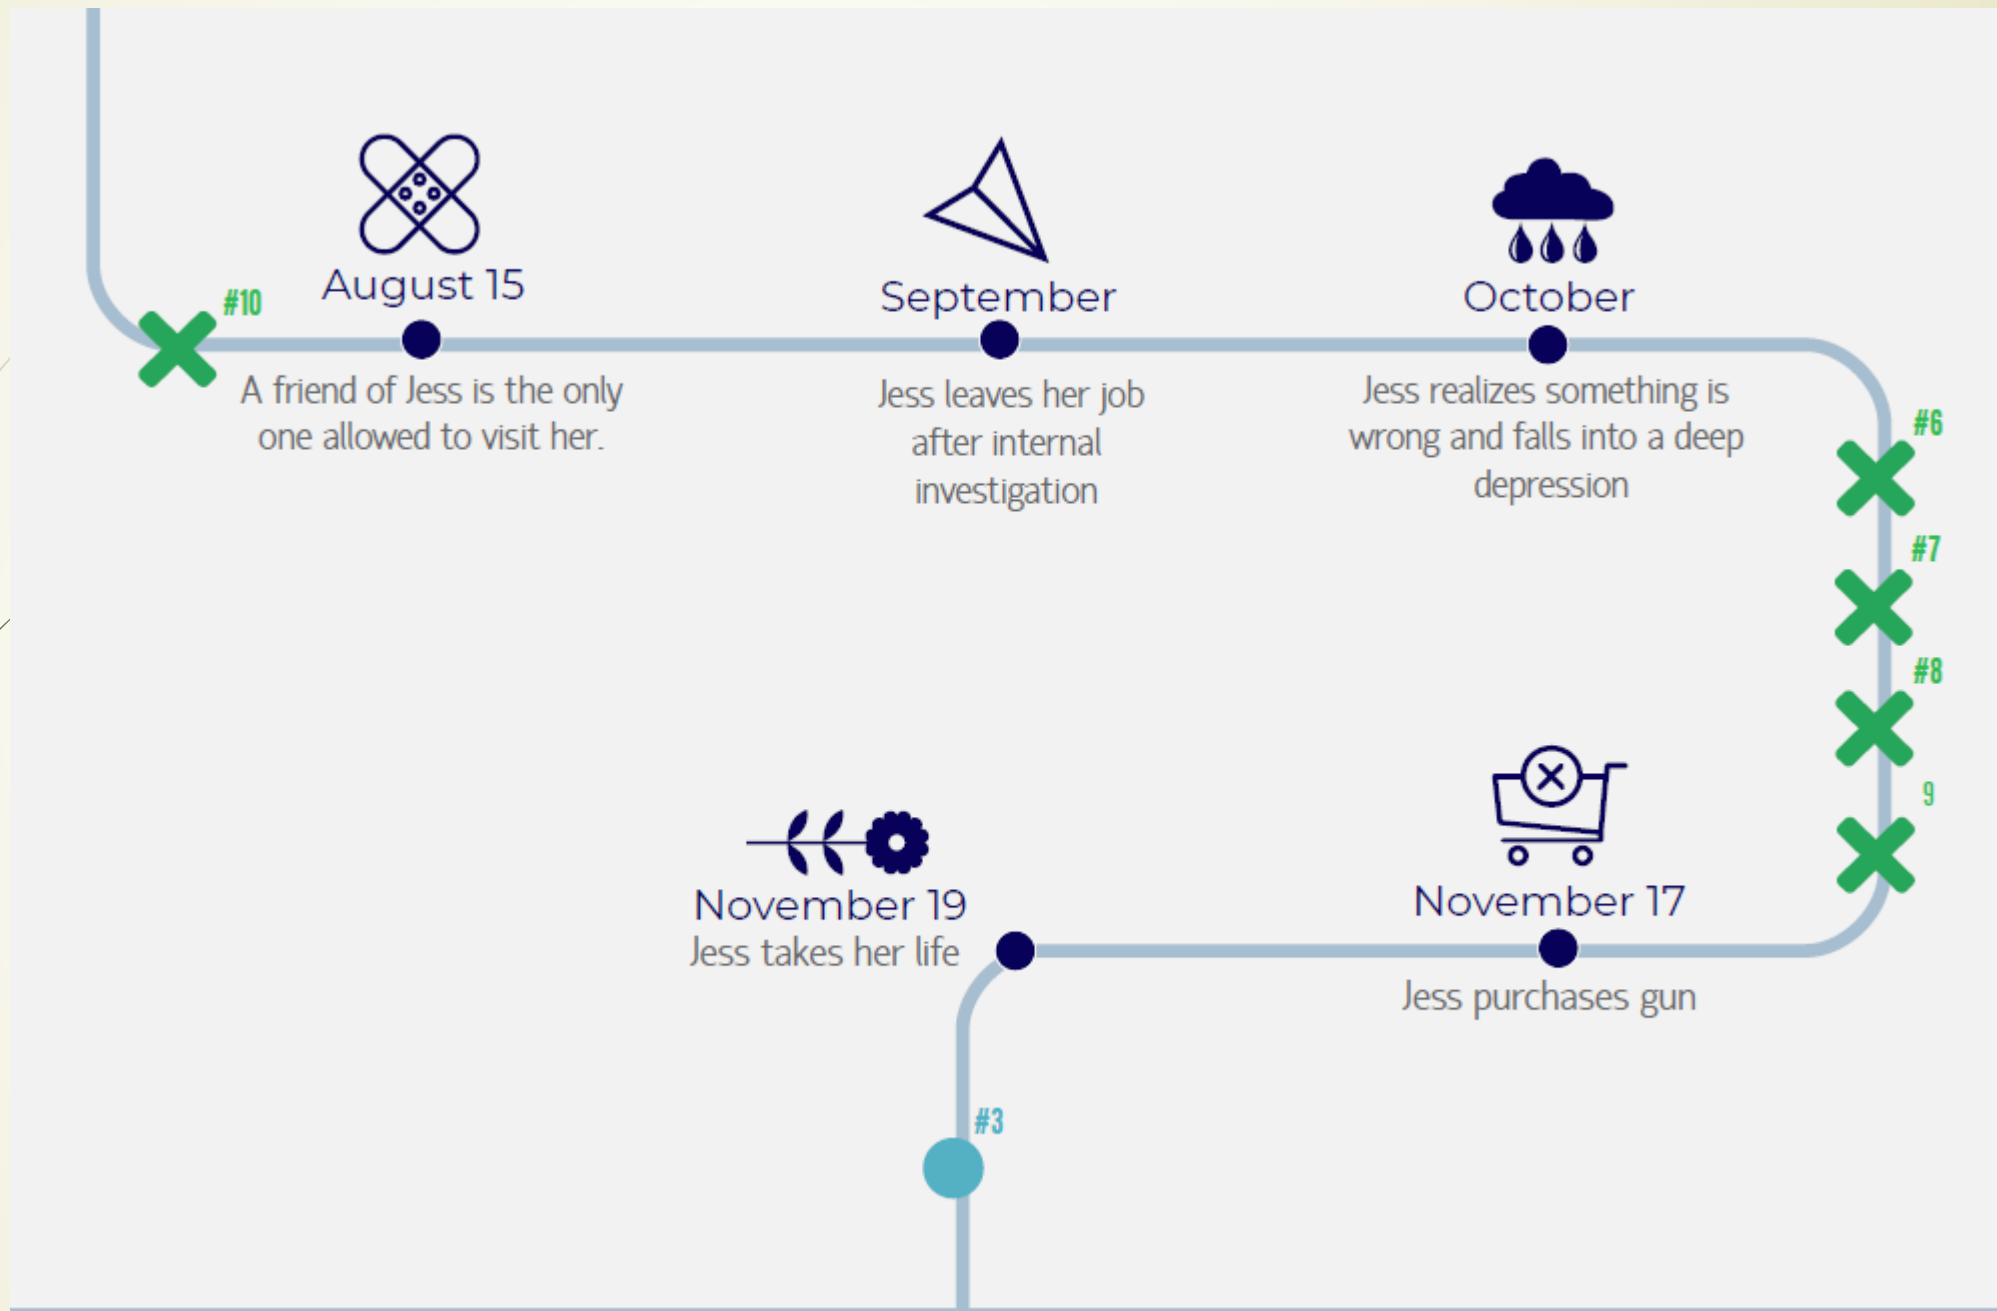 #10
August 15
A friend of Jess is the only
one allowed to visit her.
September
Jess leaves her job
after internal
investigation
October
Jess realizes something is
wrong and falls into a deep
depression
#6
#7
#8
9
November 17
Jess purchases gun
November 19
Jess takes her life
#3